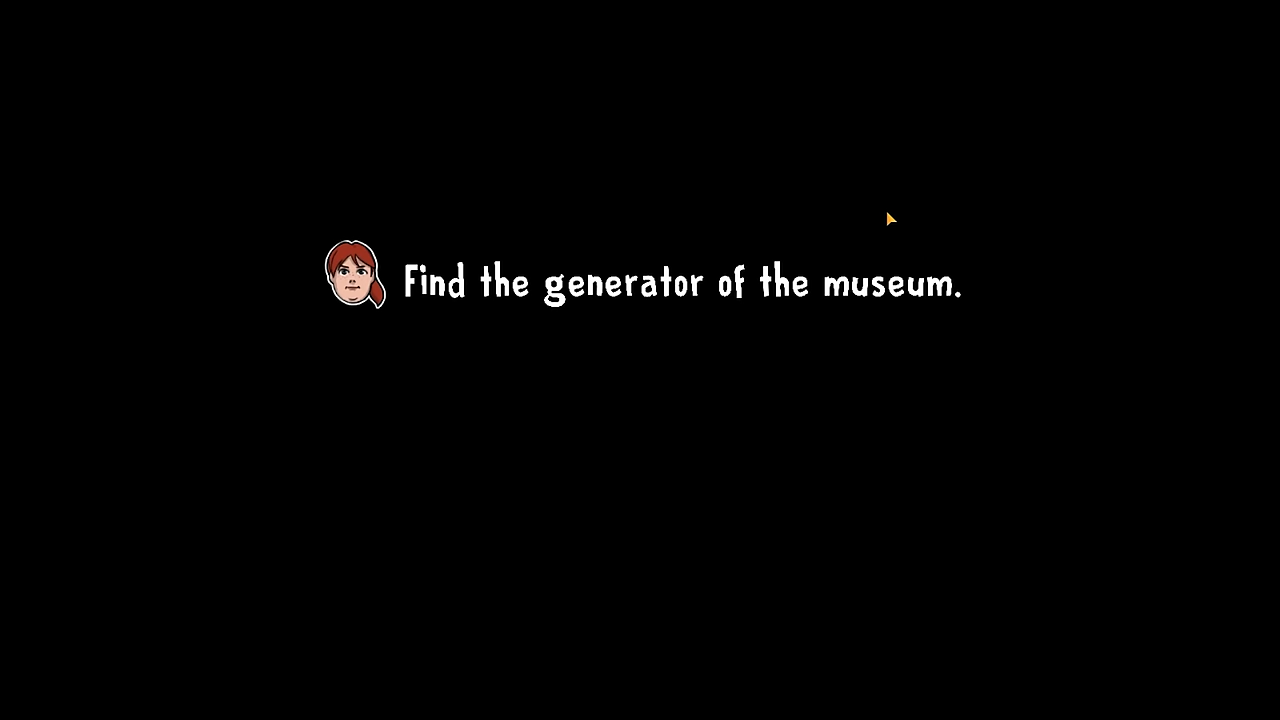 Find the generator of the museum.